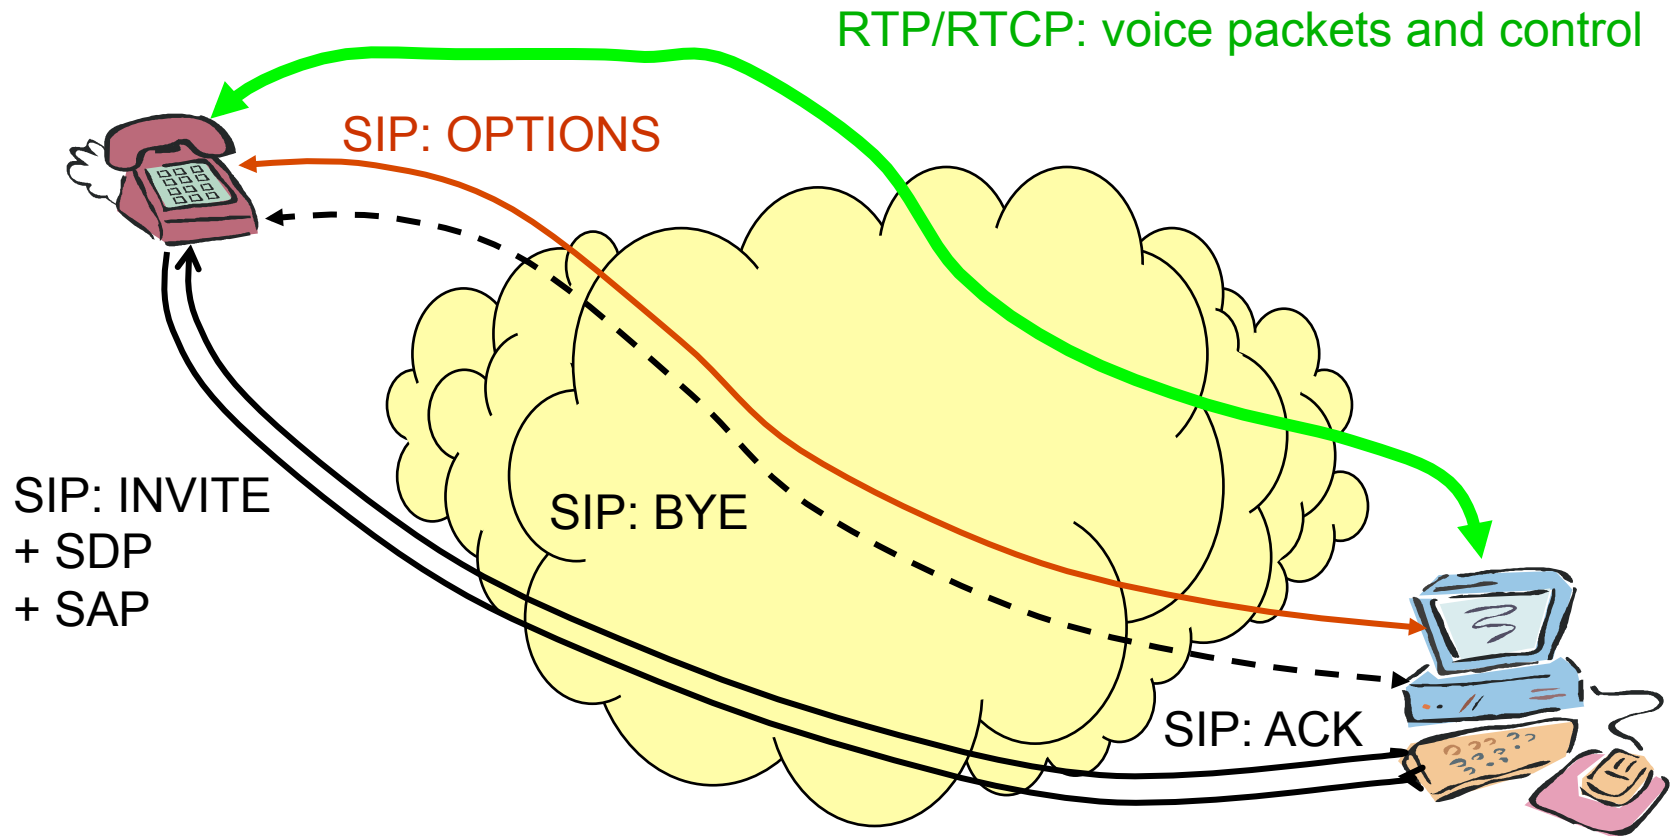 RTP/RTCP: voice packets and control
SIP: OPTIONS
SIP: INVITE
+ SDP
+ SAP
SIP: BYE
SIP: ACK